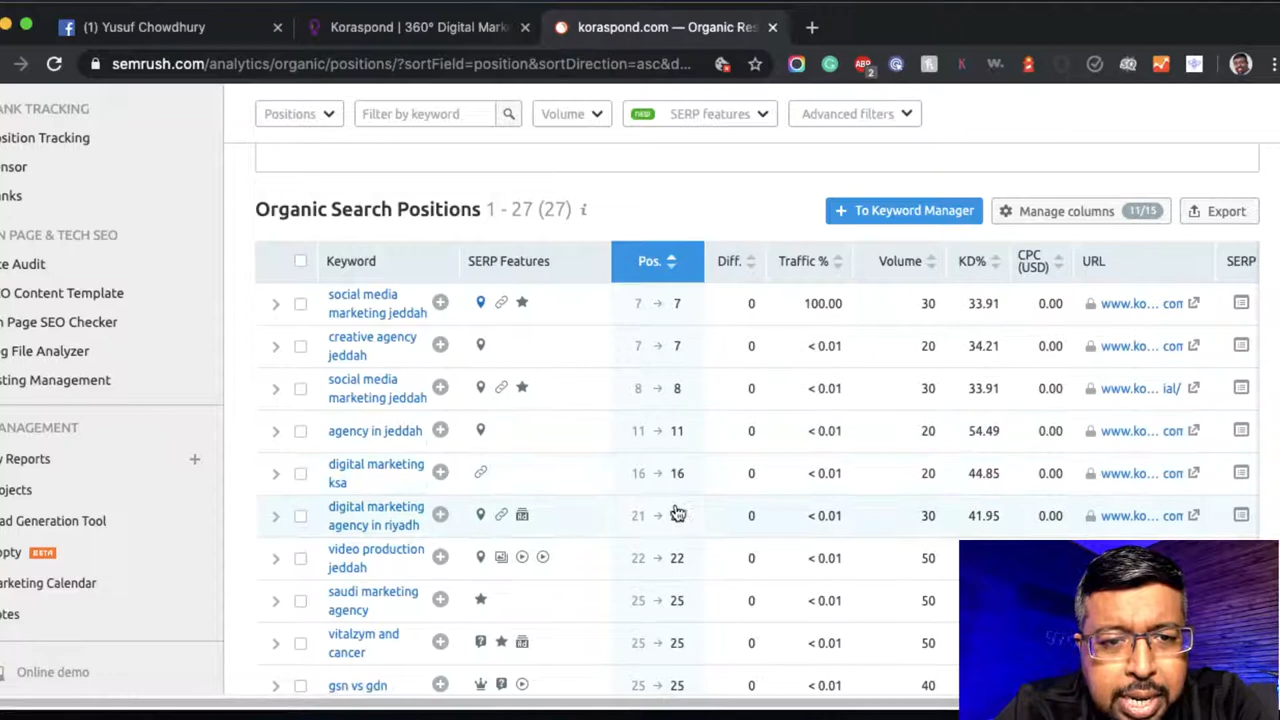 (1) Yusuf Chowdhury
Koraspond | 360° Digital Mark
koraspond.com — Organic Res
semrush.com/analytics/organic/positions/?sortField=position&sortDirection=asc&d...
2
ANK TRACKING
osition Tracking
ensor
anks
N PAGE & TECH SEO
te Audit
EO Content Template
n Page SEO Checker
g File Analyzer
sting Management
ANAGEMENT
y Reports
ojects
ad Generation Tool
opty BETA
arketing Calendar
otes
Online demo
Positions
Filter by keyword
Volume
new SERP features
Advanced filters
Organic Search Positions 1 - 27 (27) i
+ To Keyword Manager
Manage columns 11/15
Export
Keyword SERP Features Pos. Diff. Traffic % Volume KD% CPC (USD) URL SERP
social media marketing jeddah 7 → 7 0 100.00 30 33.91 0.00 www.ko... com
creative agency jeddah 7 → 7 0 < 0.01 20 34.21 0.00 www.ko... com
social media marketing jeddah 8 → 8 0 < 0.01 30 33.91 0.00 www.ko... ial/
agency in jeddah 11 → 11 0 < 0.01 20 54.49 0.00 www.ko... com
digital marketing ksa 16 → 16 0 < 0.01 20 44.85 0.00 www.ko... com
digital marketing agency in riyadh 21 → 0 < 0.01 30 41.95 0.00 www.ko... com
video production jeddah 22 → 22 0 < 0.01 50
saudi marketing agency 25 → 25 0 < 0.01 50
vitalzym and cancer 25 → 25 0 < 0.01 50
gsn vs gdn 25 → 25 0 < 0.01 40